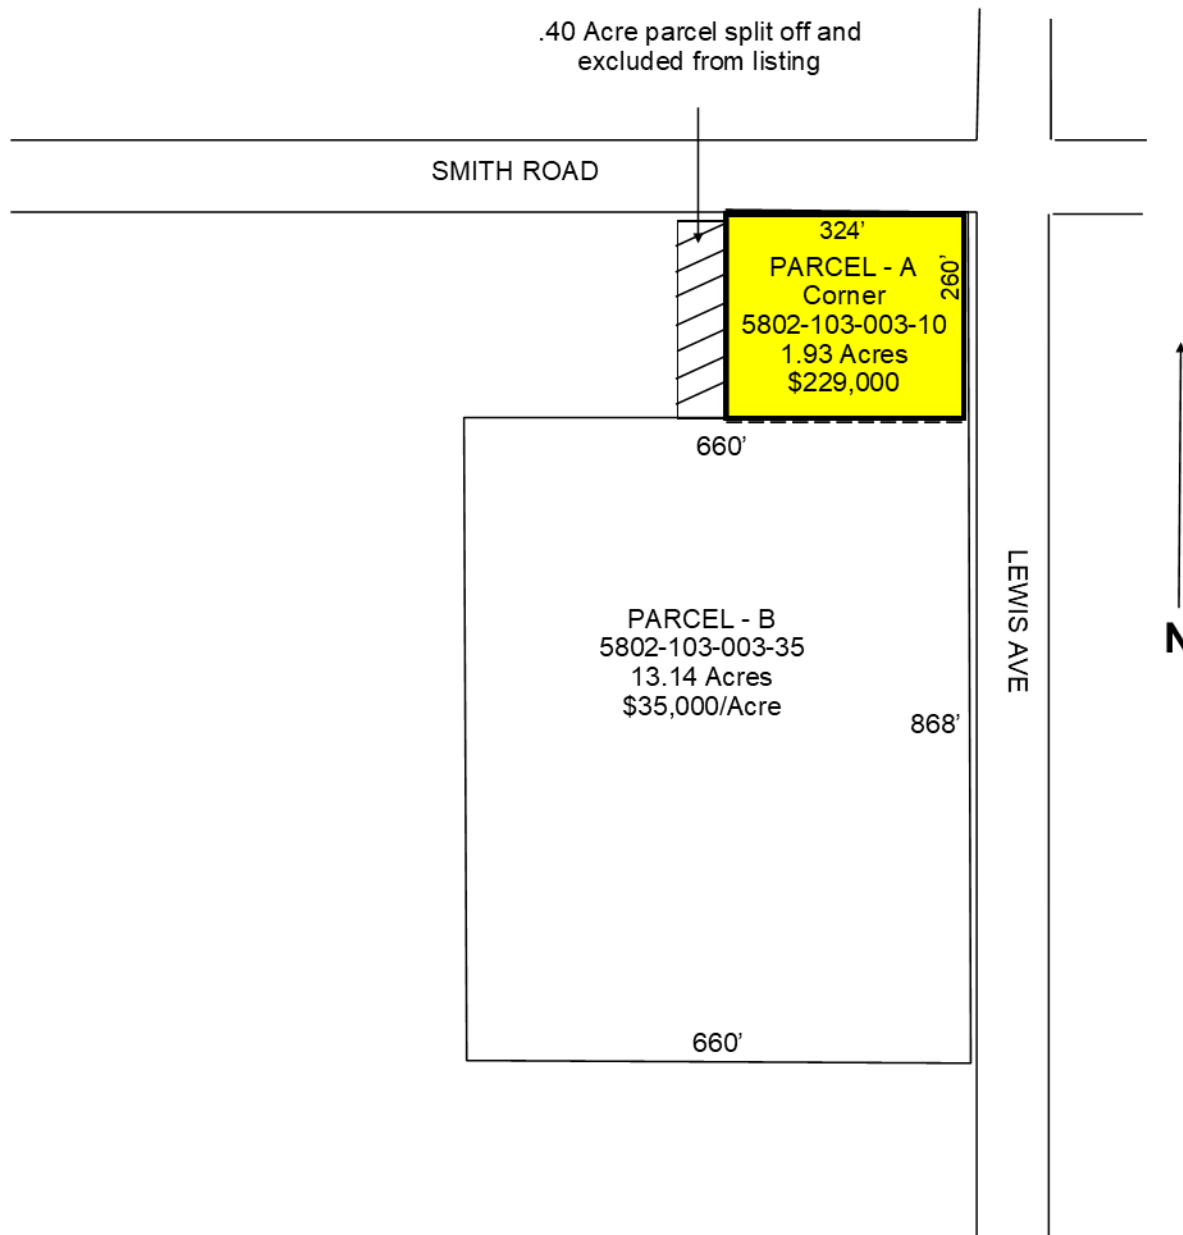 .40 Acre parcel split off and
excluded from listing
SMITH ROAD
324’
260’
PARCEL - A
Corner
5802-103-003-10
1.93 Acres
$229,000
660’
PARCEL - B
5802-103-003-35
13.14 Acres
$35,000/Acre
868’
660’
LEWIS AVE
N